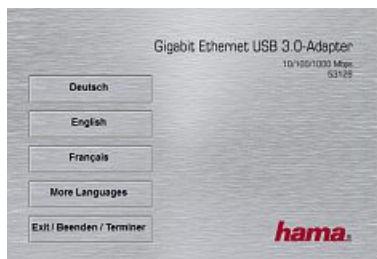 Gigabit Ethernet USB 3.0-Adapter
10/100/1000 Mbps
53128
Deutsch
English
Français
More Languages
Exit / Beenden / Terminer
hama.